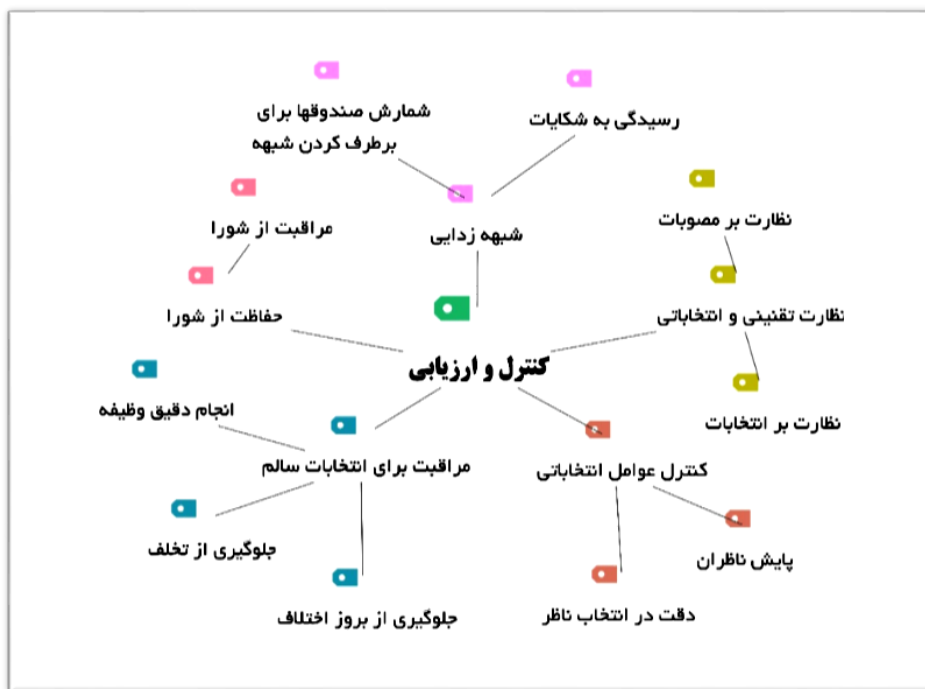 شمارش صندوقها برای
برطرف کردن شبهه
رسیدگی به شکایات
شبهه زدایی
مراقبت از شورا
حفاظت از شورا
نظارت بر مصوبات
نظارت تقنینی و انتخاباتی
نظارت بر انتخابات
کنترل و ارزیابی
انجام دقیق وظیفه
مراقبت برای انتخابات سالم
جلوگیری از تخلف
جلوگیری از بروز اختلاف
کنترل عوامل انتخاباتی
پایش ناظران
دقت در انتخاب ناظر